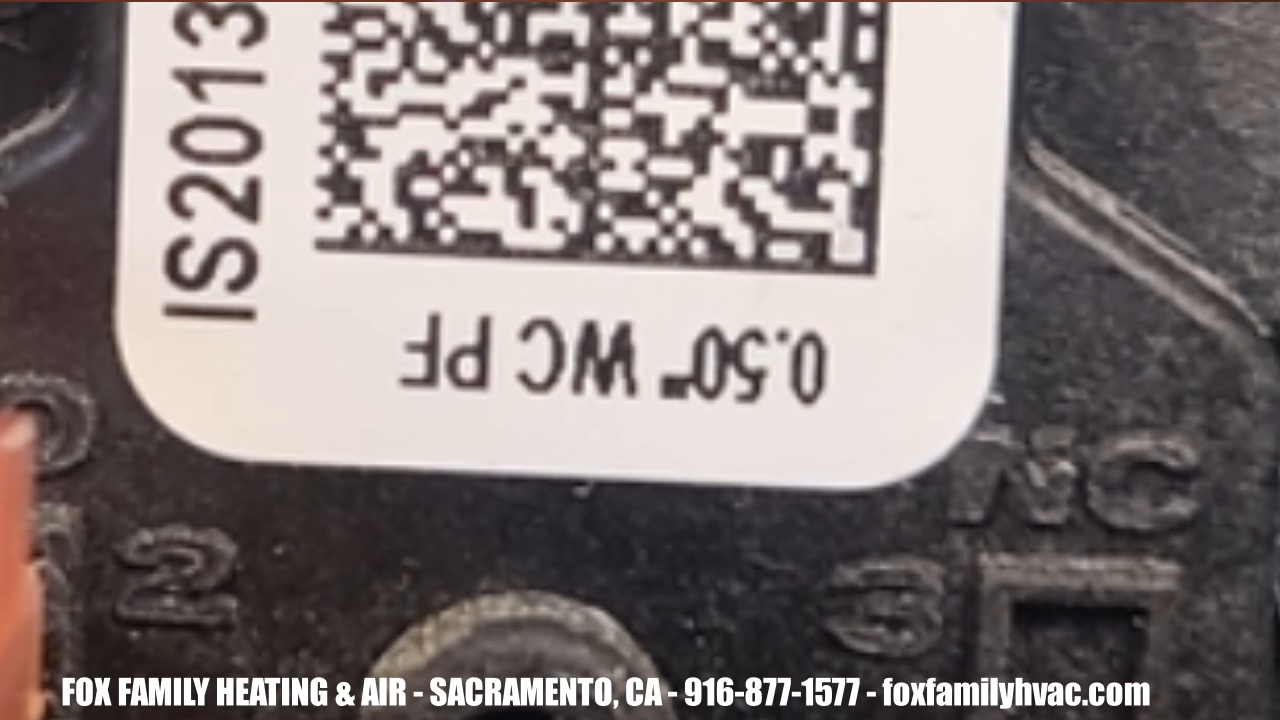 IS2013
0.50" WC PF
NC
2
3
FOX FAMILY HEATING & AIR - SACRAMENTO, CA - 916-877-1577 - foxfamilyhvac.com